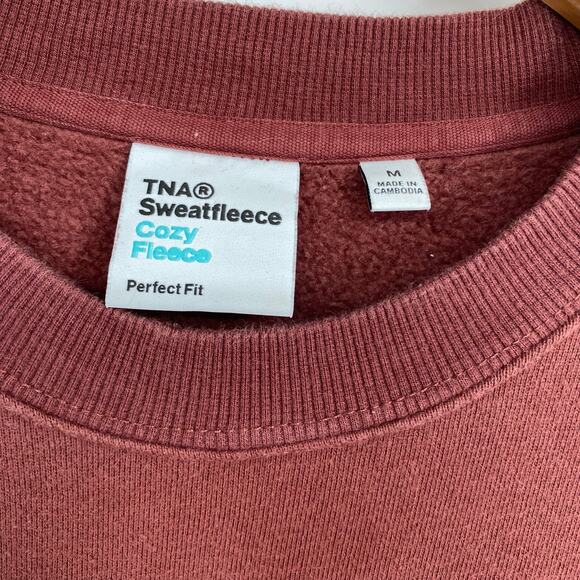 TNA®
Sweatfleece
Cozy
Fleece
Perfect Fit
M
MADE IN
CAMBODIA